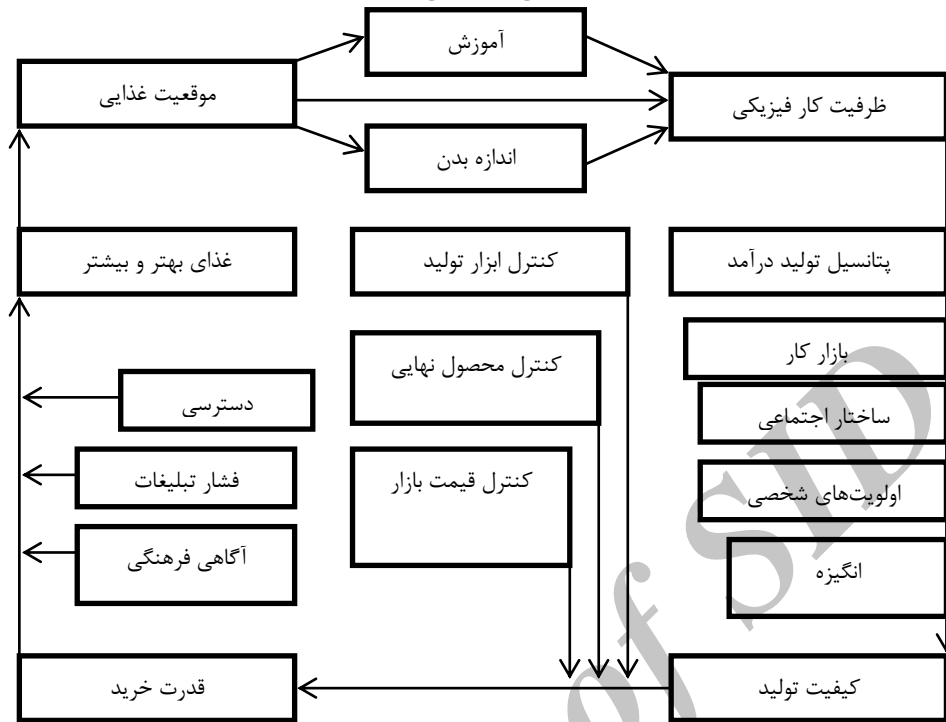 آموزش
موقعیت غذایی
ظرفیت کار فیزیکی
اندازه بدن
پتانسیل تولید درآمد
کنترل ابزار تولید
غذای بهتر و بیشتر
بازار کار
کنترل محصول نهایی
دسترسی
ساختار اجتماعی
اولویت‌های شخصی
کنترل قیمت بازار
فشار تبلیغات
انگیزه
آگاهی فرهنگی
کیفیت تولید
قدرت خرید
of SID